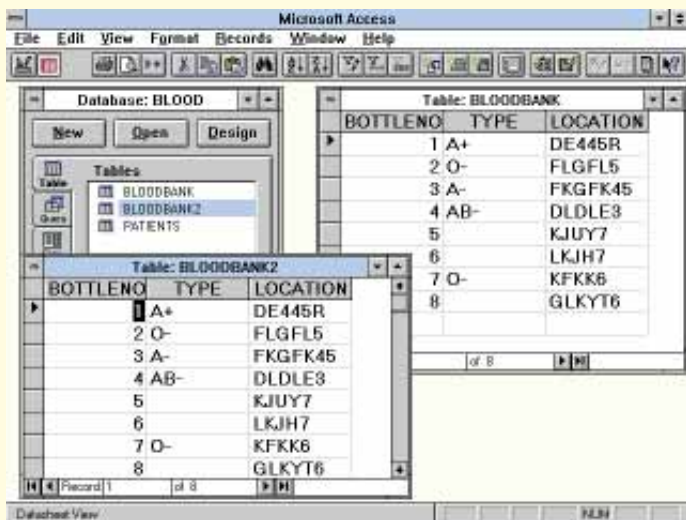 Microsoft Access
File Edit View Format Records Window Help
Database: BLOOD
New Open Design
Table
Tables
BLOODBANK
BLOODBANK2
PATIENTS
Table: BLOODBANK
BOTTLENO TYPE LOCATION
1 A+ DE445R
2 O- FLGFL5
3 A- FKGFK45
4 AB- DLDLE3
5 KJUY7
6 LKJH7
7 O- KFKK6
8 GLKYT6
of 8
Table: BLOODBANK2
BOTTLENO TYPE LOCATION
1 A+ DE445R
2 O- FLGFL5
3 A- FKGFK45
4 AB- DLDLE3
5 KJUY7
6 LKJH7
7 O- KFKK6
8 GLKYT6
Record 1 of 8
Datasheet View NUM